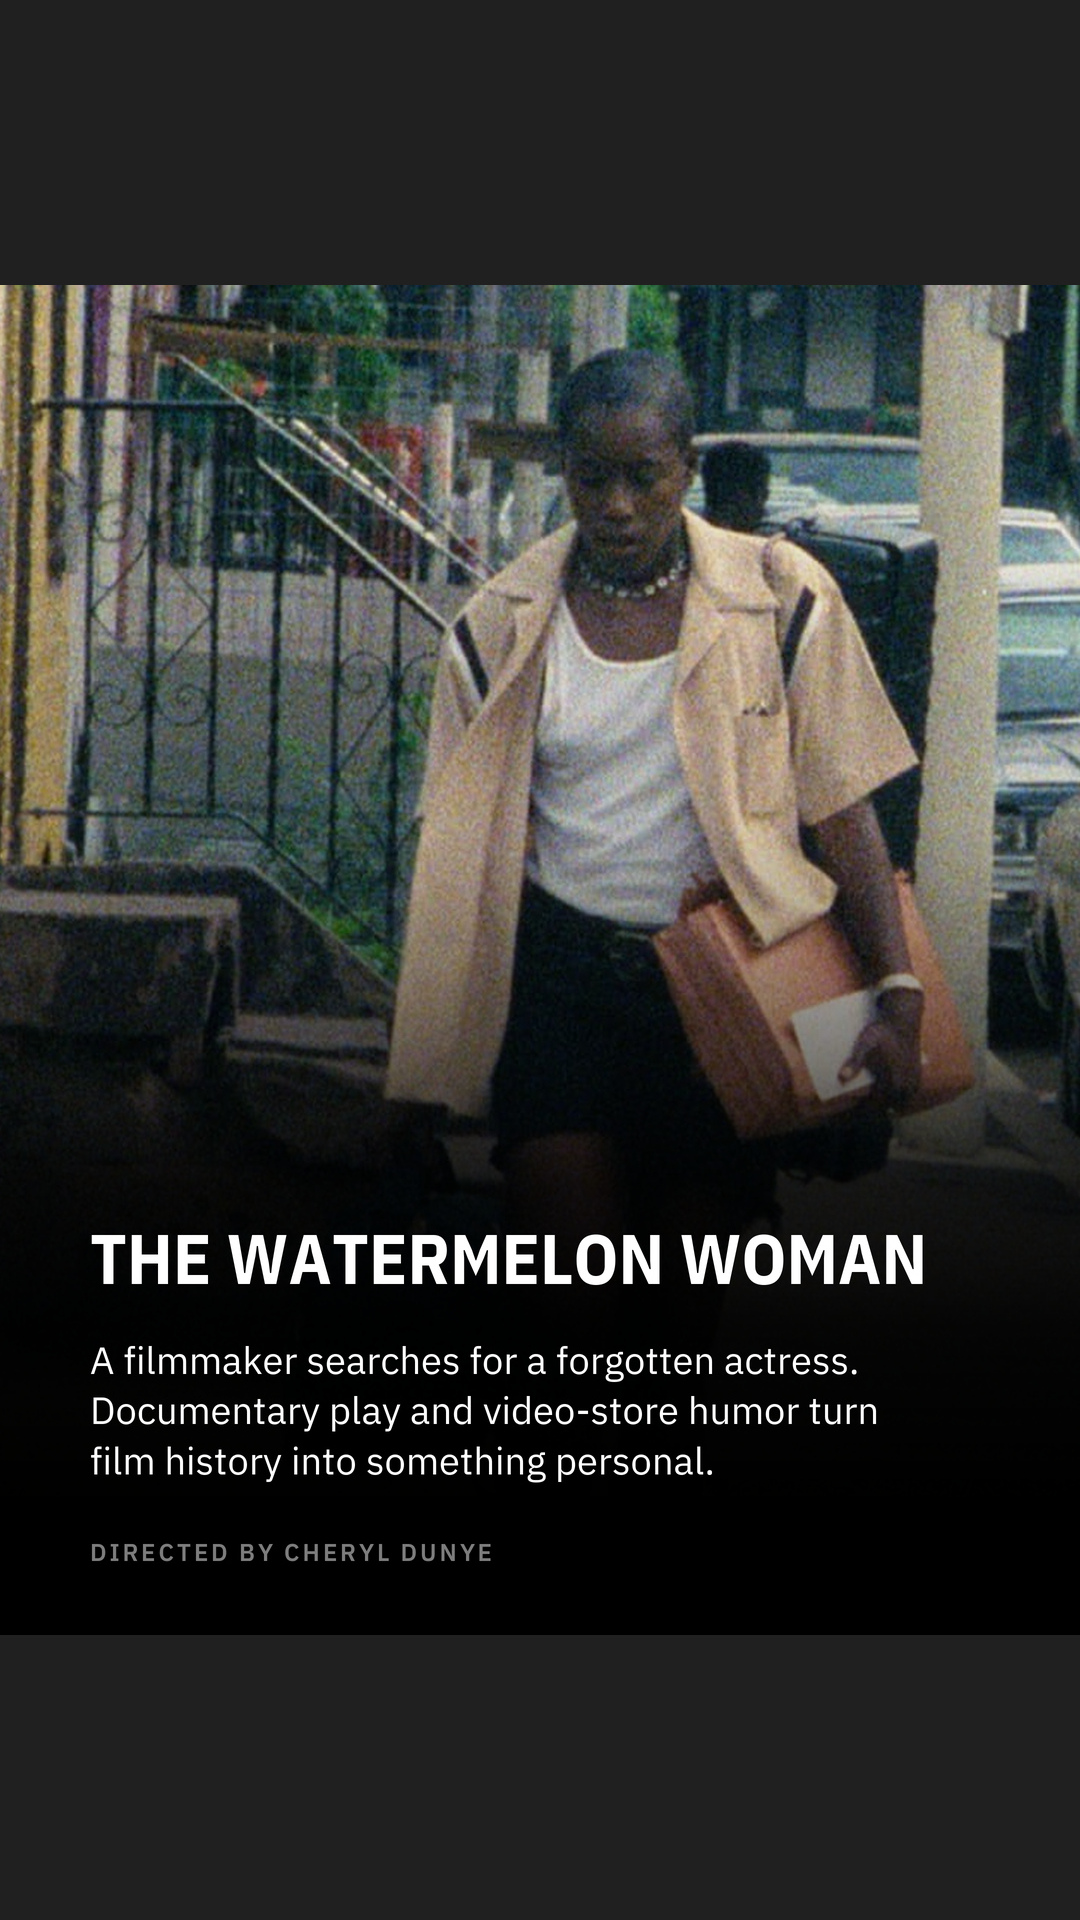 THE WATERMELON WOMAN
A filmmaker searches for a forgotten actress.
Documentary play and video-store humor turn
film history into something personal.
DIRECTED BY CHERYL DUNYE